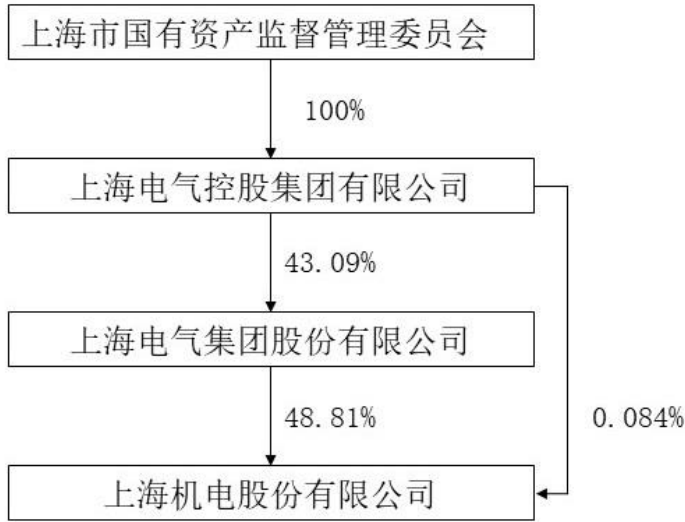 上海市国有资产监督管理委员会
100%
上海电气控股集团有限公司
43.09%
上海电气集团股份有限公司
48.81%
0.084%
上海机电股份有限公司